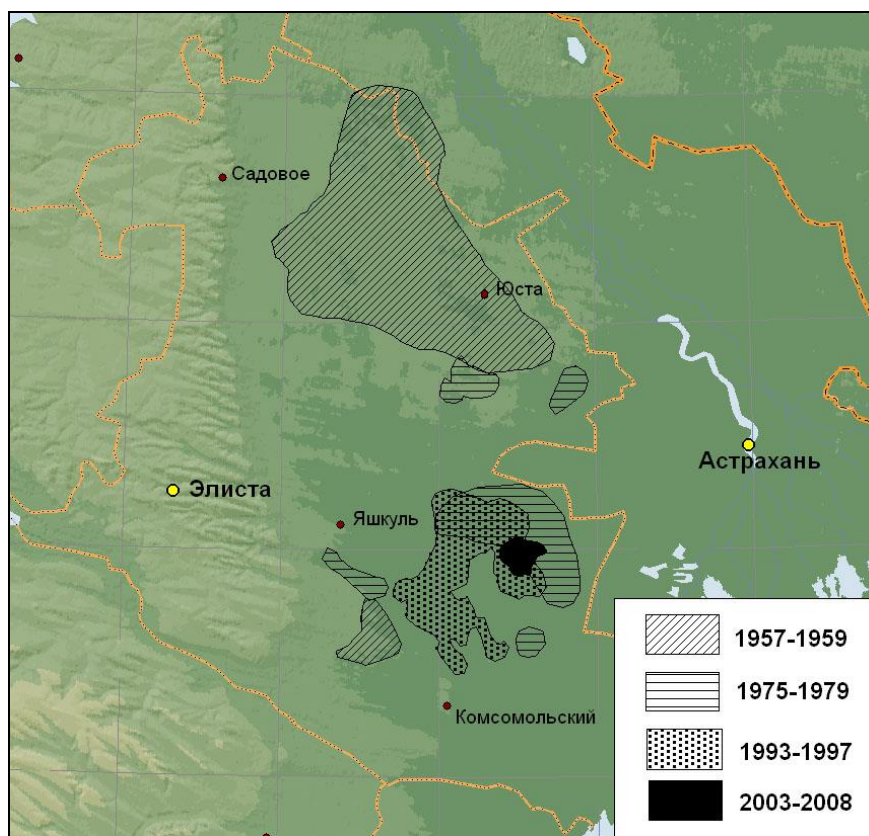 Садовое
Юста
Астрахань
Элиста
Яшкуль
Комсомольский
1957-1959
1975-1979
1993-1997
2003-2008